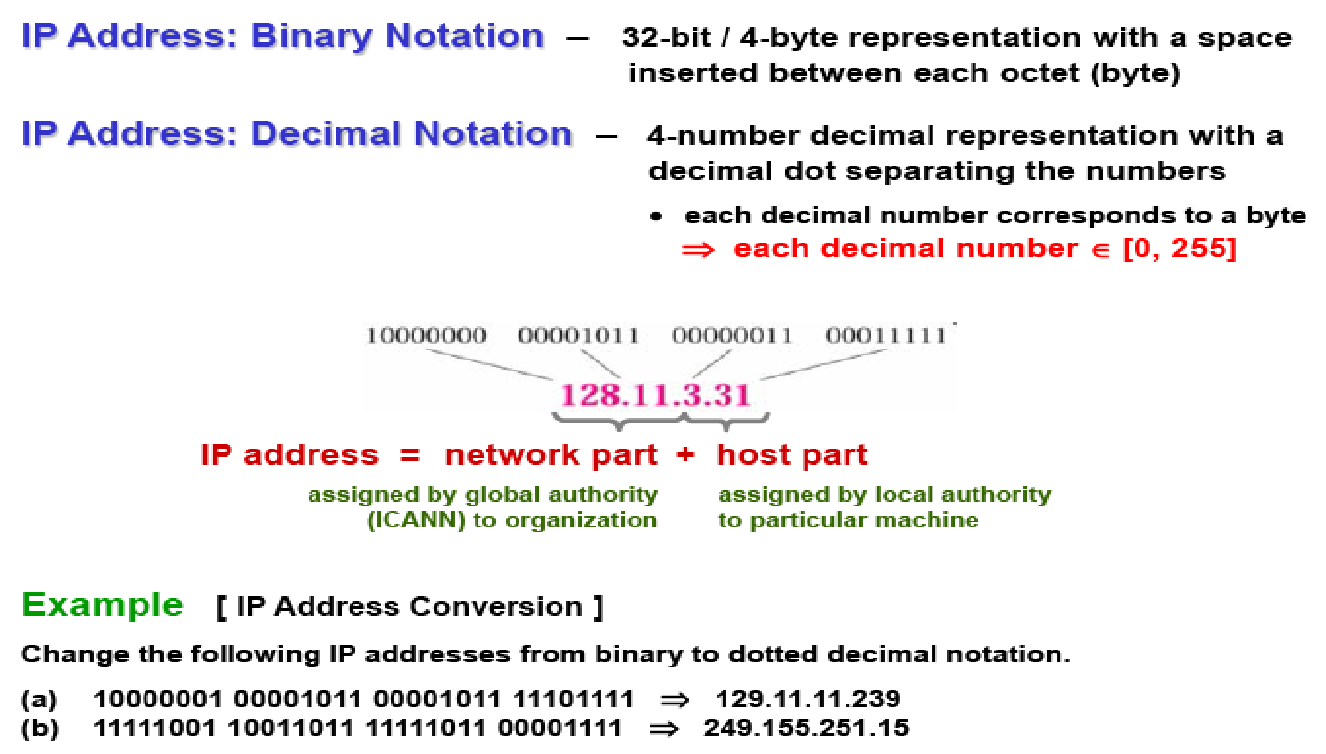 IP Address: Binary Notation – 32-bit / 4-byte representation with a space
inserted between each octet (byte)
IP Address: Decimal Notation – 4-number decimal representation with a
decimal dot separating the numbers
• each decimal number corresponds to a byte
⇒ each decimal number ∈ [0, 255]
10000000 00001011 00000011 00011111
128.11.3.31
IP address = network part + host part
assigned by global authority assigned by local authority
(ICANN) to organization to particular machine
Example [ IP Address Conversion ]
Change the following IP addresses from binary to dotted decimal notation.
(a) 10000001 00001011 00001011 11101111 ⇒ 129.11.11.239
(b) 11111001 10011011 11111011 00001111 ⇒ 249.155.251.15